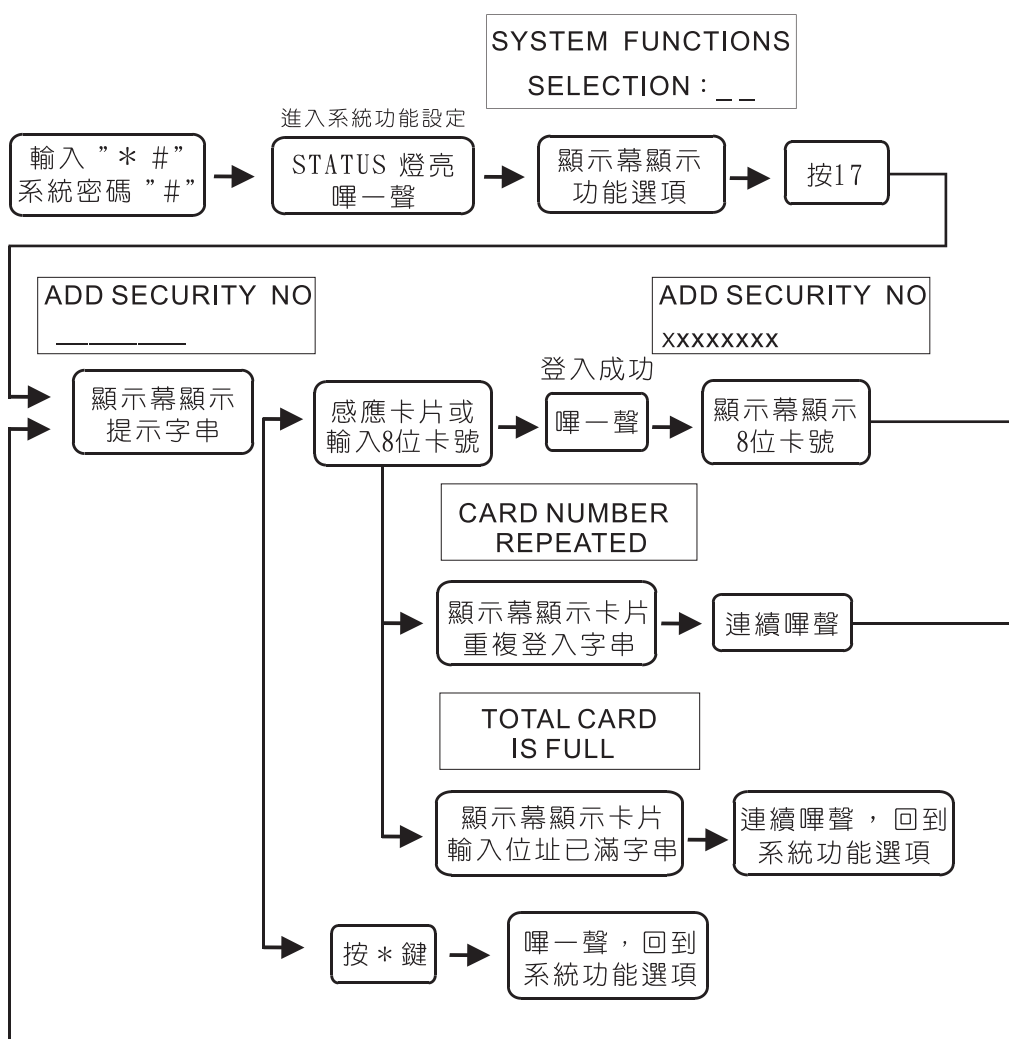 SYSTEM FUNCTIONS
SELECTION：_ _
進入系統功能設定
輸入 "＊ #"
系統密碼 "#"
STATUS 燈亮
嗶一聲
顯示幕顯示
功能選項
按17
ADD SECURITY NO
________
ADD SECURITY NO
xxxxxxxx
顯示幕顯示
提示字串
感應卡片或
輸入8位卡號
登入成功
嗶一聲
顯示幕顯示
8位卡號
CARD NUMBER
REPEATED
顯示幕顯示卡片
重複登入字串
連續嗶聲
TOTAL CARD
IS FULL
顯示幕顯示卡片
輸入位址已滿字串
連續嗶聲，回到
系統功能選項
按＊鍵
嗶一聲，回到
系統功能選項